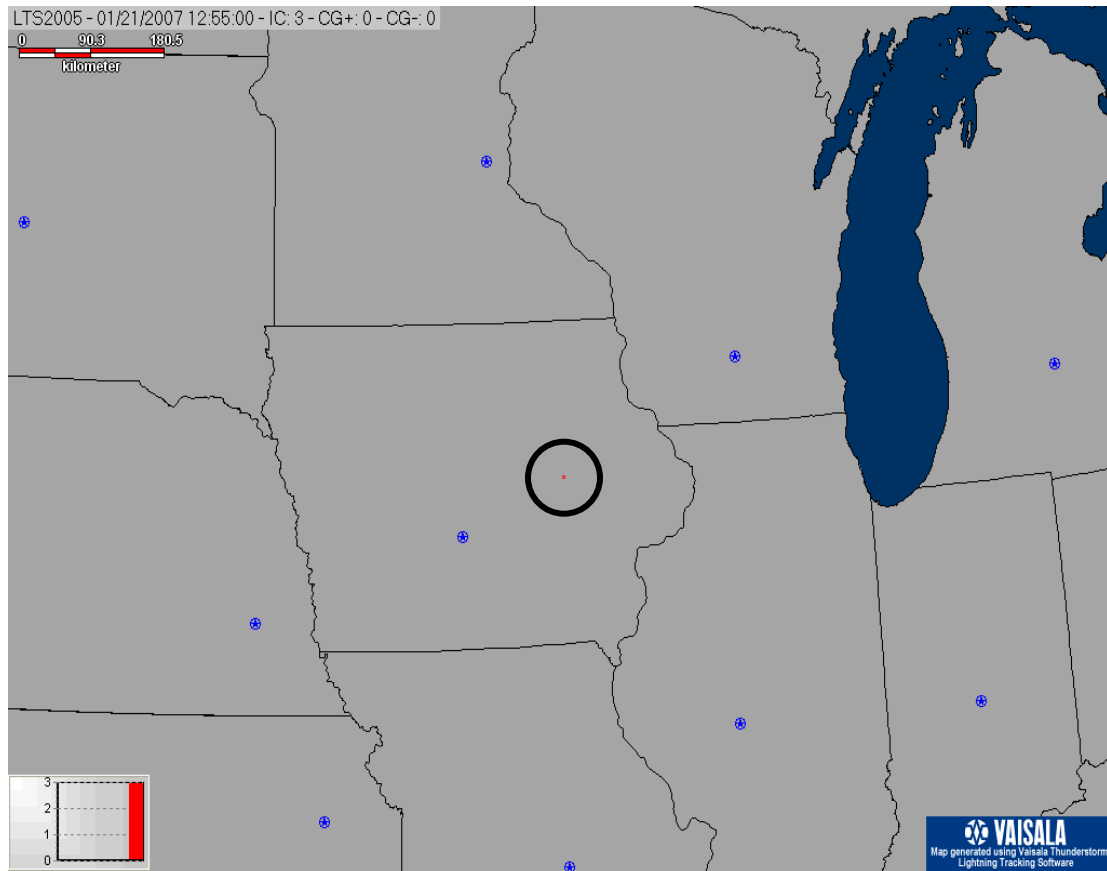 LTS2005 - 01/21/2007 12:55:00 - IC: 3 - CG+: 0 - CG-: 0
0 90.3 180.5
kilometer
3
2
1
0
VAISALA
Map generated using Vaisala Thunderstorm
Lightning Tracking Software